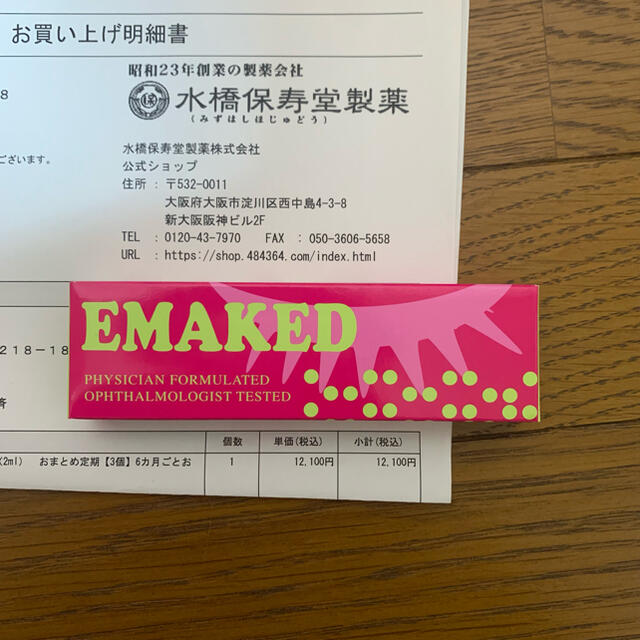 お買い上げ明細書
8
ございます。
昭和23年創業の製薬会社
水橋保寿堂製薬
(みずはしほじゅどう)
水橋保寿堂製薬株式会社
公式ショップ
住所 : 〒532-0011
大阪府大阪市淀川区西中島4-3-8
新大阪阪神ビル2F
TEL : 0120-43-7970 FAX : 050-3606-5658
URL : https://shop.484364.com/index.html
EMAKED
PHYSICIAN FORMULATED
OPHTHALMOLOGIST TESTED
218-18
済
個数 単価(税込) 小計(税込)
(2ml) おまとめ定期【3個】6カ月ごとお 1 12,100円 12,100円